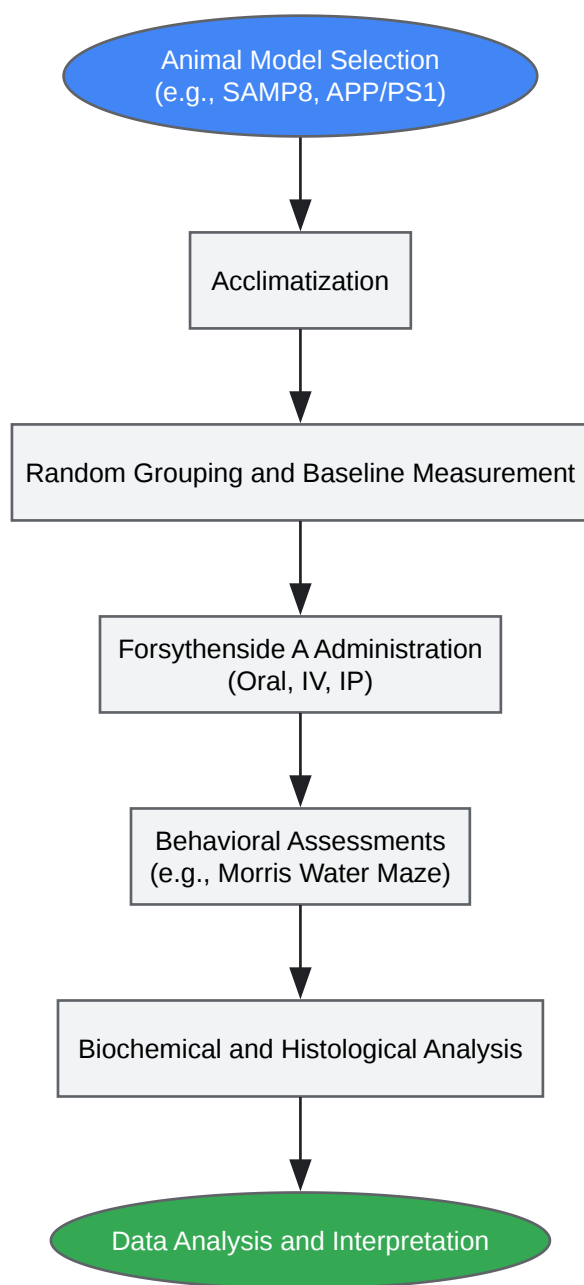 Animal Model Selection
(e.g., SAMP8, APP/PS1)
Acclimatization
Random Grouping and Baseline Measurement
Forsythenside A Administration
(Oral, IV, IP)
Behavioral Assessments
(e.g., Morris Water Maze)
Biochemical and Histological Analysis
Data Analysis and Interpretation